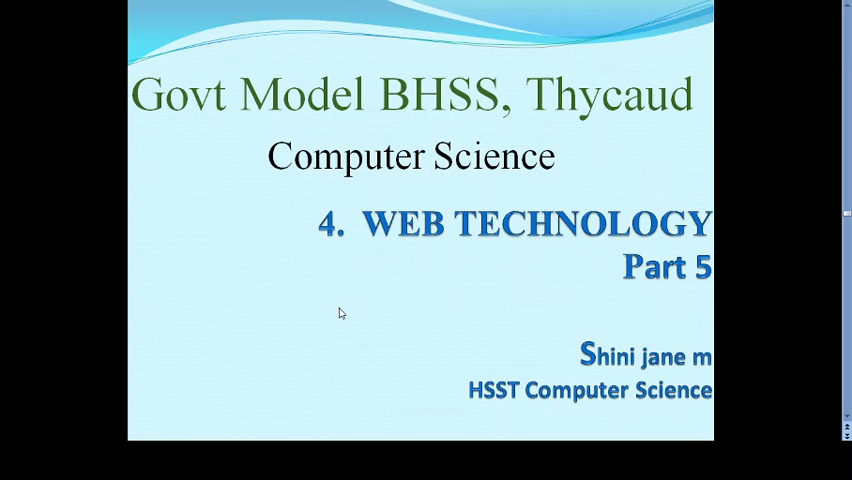 Govt Model BHSS, Thycaud
Computer Science
4. WEB TECHNOLOGY
Part 5
Shini jane m
HSST Computer Science